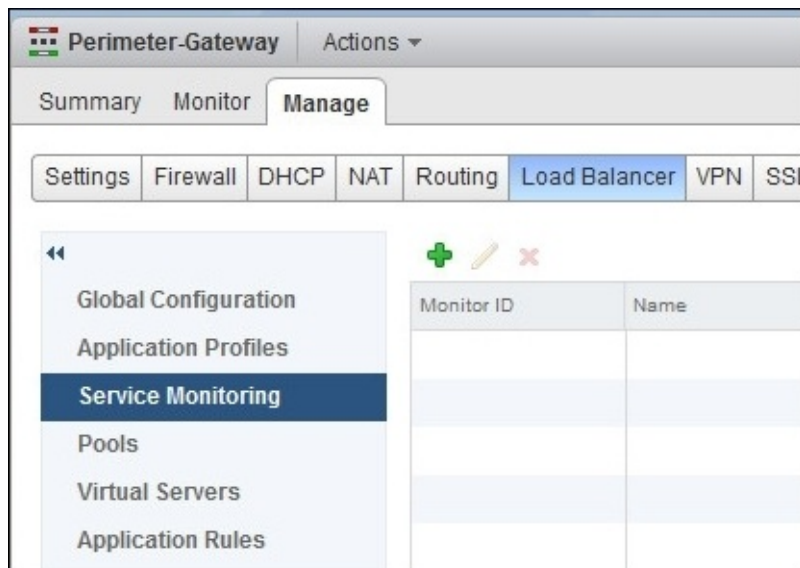 Perimeter-Gateway Actions
Summary Monitor Manage
Settings Firewall DHCP NAT Routing Load Balancer VPN
Global Configuration
Monitor ID Name
Application Profiles
Service Monitoring
Pools
Virtual Servers
Application Rules